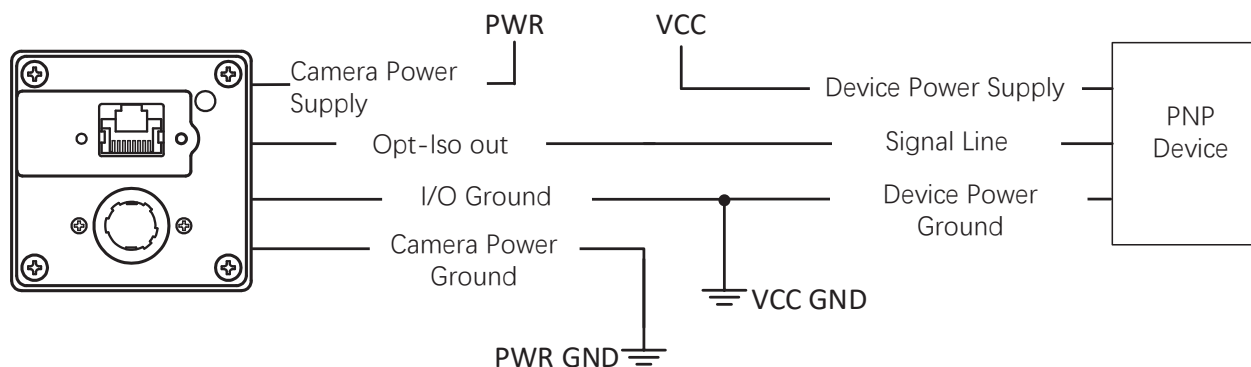 PWR
VCC
Camera Power
Supply
Device Power Supply
PNP
Device
Opt-Iso out
Signal Line
I/O Ground
Device Power
Ground
Camera Power
Ground
VCC GND
PWR GND